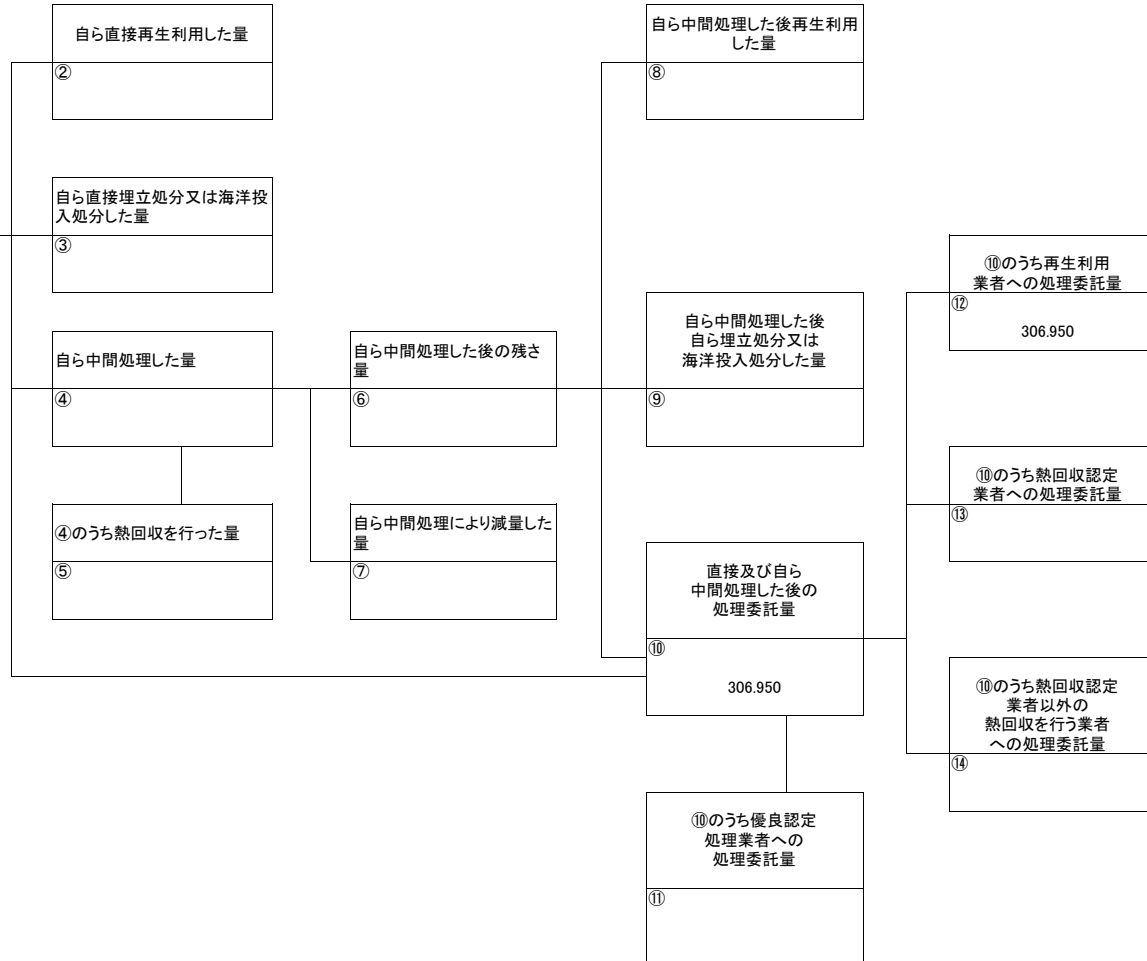 自ら直接再生利用した量
②
自ら直接埋立処分又は海洋投
入処分した量
③
自ら中間処理した量
④
④のうち熱回収を行った量
⑤
自ら中間処理した後の残さ
量
⑥
自ら中間処理により減量した
量
⑦
自ら中間処理した後再生利用
した量
⑧
自ら中間処理した後
自ら埋立処分又は
海洋投入処分した量
⑨
直接及び自ら
中間処理した後の
処理委託量
⑩
306.950
⑩のうち優良認定
処理業者への
処理委託量
⑪
⑩のうち再生利用
業者への処理委託量
⑫
306.950
⑩のうち熱回収認定
業者への処理委託量
⑬
⑩のうち熱回収認定
業者以外の
熱回収を行う業者
への処理委託量
⑭